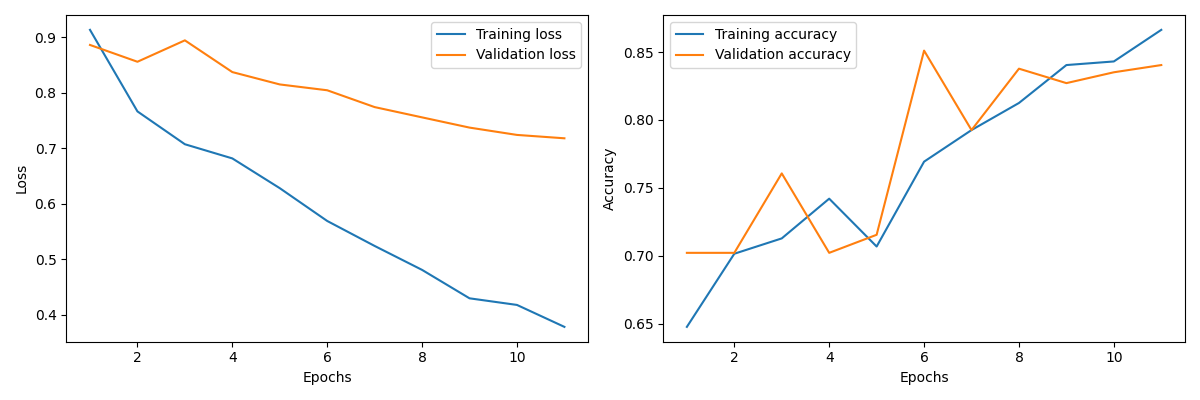 Training loss
Validation loss
0.9
0.8
0.7
0.6
0.5
0.4
Loss
2 4 6 8 10
Epochs
Training accuracy
Validation accuracy
0.85
0.80
0.75
0.70
0.65
Accuracy
2 4 6 8 10
Epochs